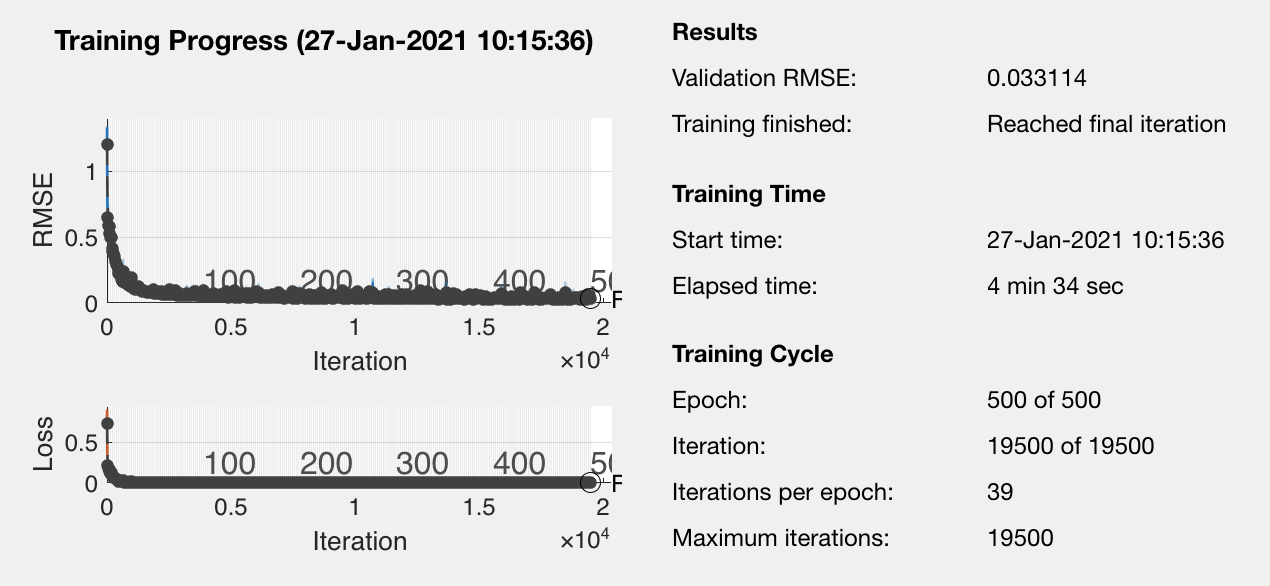 Training Progress (27-Jan-2021 10:15:36)
RMSE
1
0.5
0
100 200 300 400 50
F
0 0.5 1 1.5 2
Iteration
×10⁴
Loss
0.5
0
100 200 300 400 50
F
0 0.5 1 1.5 2
Iteration
×10⁴
Results
Validation RMSE: 0.033114
Training finished: Reached final iteration
Training Time
Start time: 27-Jan-2021 10:15:36
Elapsed time: 4 min 34 sec
Training Cycle
Epoch: 500 of 500
Iteration: 19500 of 19500
Iterations per epoch: 39
Maximum iterations: 19500